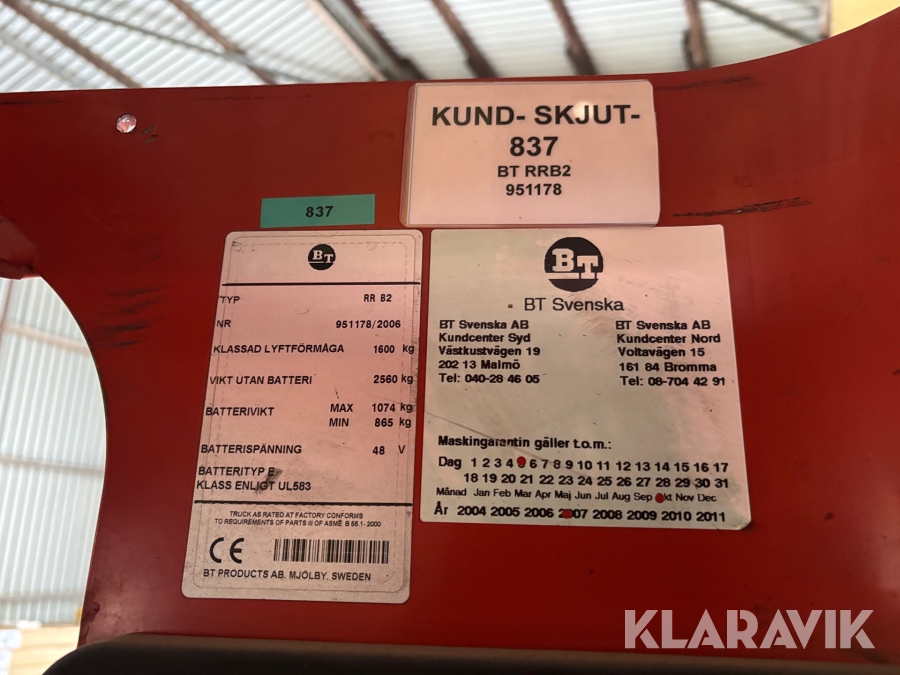 KUND- SKJUT-
837
BT RRB2
951178
837
BT
TYP RR B2
NR 951178/2006
KLASSAD LYFTFÖRMÅGA 1600 kg
VIKT UTAN BATTERI 2560 kg
BATTERIVIKT MAX 1074 kg
MIN 865 kg
BATTERISPÄNNING 48 V
BATTERITYP E
KLASS ENLIGT UL583
TRUCK AS RATED AT FACTORY CONFORMS
TO REQUIREMENTS OF PARTS III OF ASME B 56.1-2000
CE
BT PRODUCTS AB, MJÖLBY, SWEDEN
BT
BT Svenska
BT Svenska AB
Kundcenter Syd
Västkustvägen 19
202 13 Malmö
Tel: 040-28 46 05
BT Svenska AB
Kundcenter Nord
Voltavägen 15
161 84 Bromma
Tel: 08-704 42 91
Maskingarantin gäller t.o.m.:
Dag 1 2 3 4 6 7 8 9 10 11 12 13 14 15 16 17
18 19 20 21 22 23 24 25 26 27 28 29 30 31
Månad Jan Feb Mar Apr Maj Jun Jul Aug Sep Okt Nov Dec
År 2004 2005 2006 2007 2008 2009 2010 2011
KLARAVIK